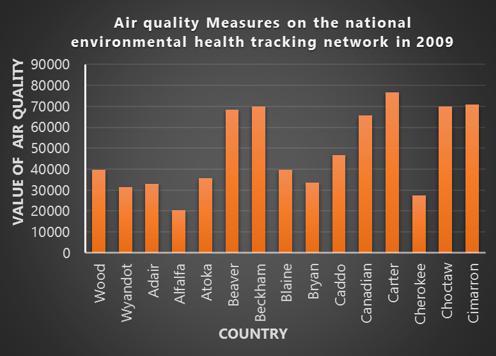 Air quality Measures on the national
environmental health tracking network in 2009
VALUE OF AIR QUALITY
90000
80000
70000
60000
50000
40000
30000
20000
10000
0
Wood
Wyandot
Adair
Alfalfa
Atoka
Beaver
Beckham
Blaine
Bryan
Caddo
Canadian
Carter
Cherokee
Choctaw
Cimarron
COUNTRY